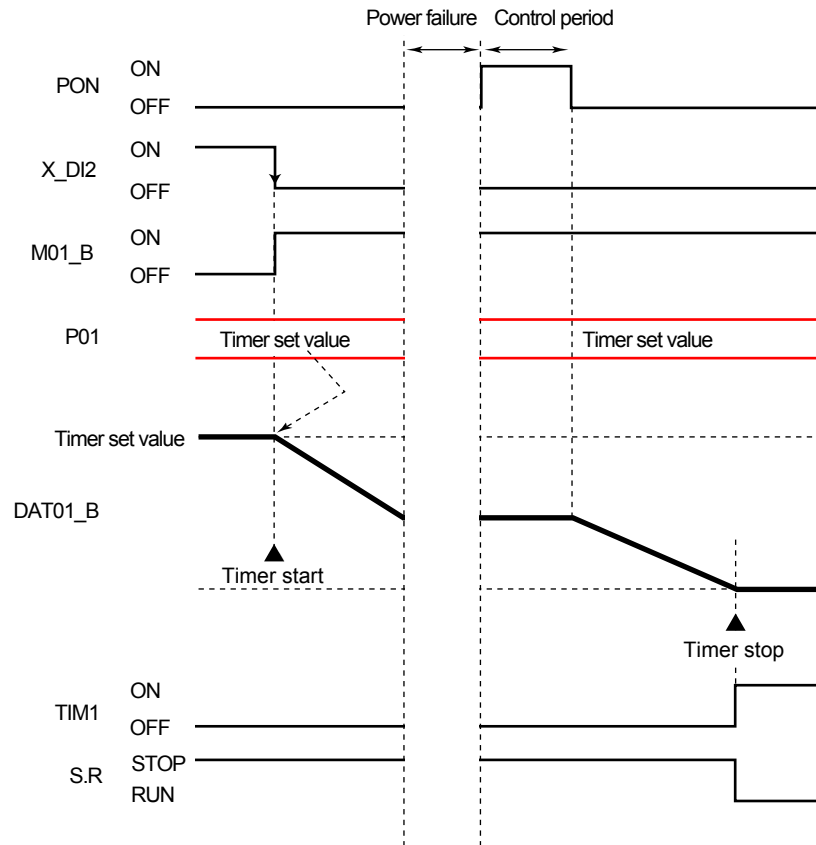 Power failure Control period
ON
PON
OFF
ON
X_DI2
OFF
ON
M01_B
OFF
P01
Timer set value Timer set value
Timer set value
DAT01_B
Timer start
Timer stop
ON
TIM1
OFF
STOP
S.R
RUN